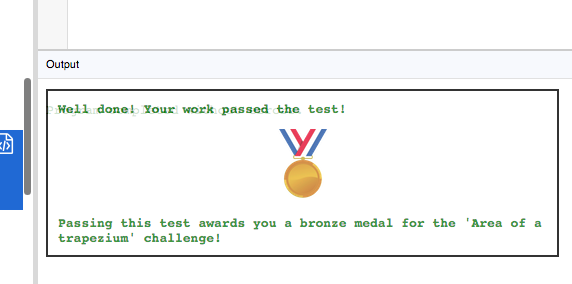 Output
Well done! Your work passed the test!
Passing this test awards you a bronze medal for the 'Area of a
trapezium' challenge!